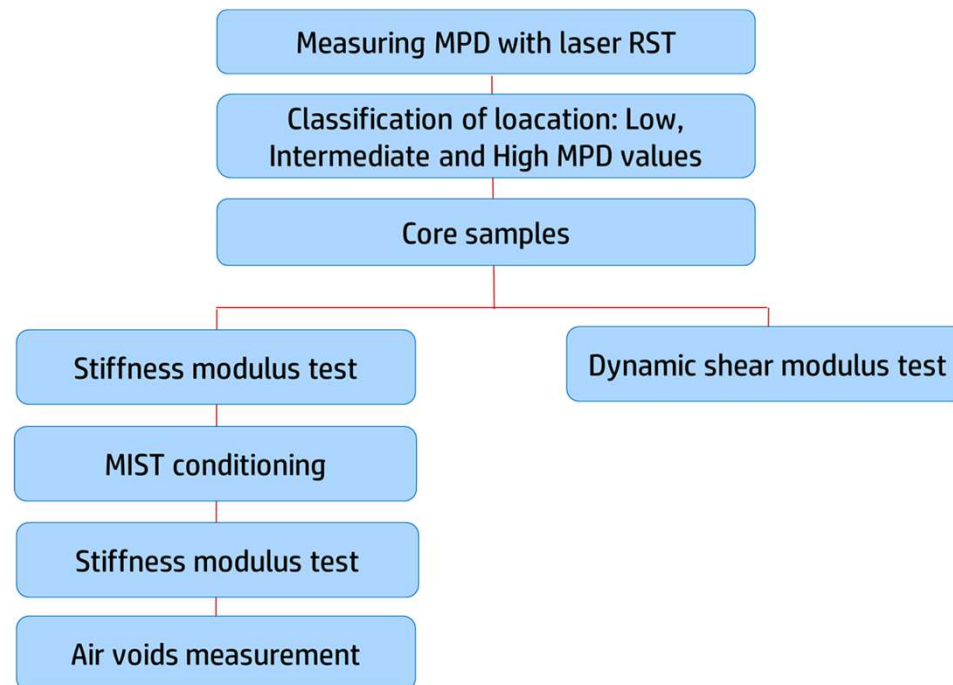 Measuring MPD with laser RST
Classification of loacation: Low,
Intermediate and High MPD values
Core samples
Stiffness modulus test
Dynamic shear modulus test
MIST conditioning
Stiffness modulus test
Air voids measurement